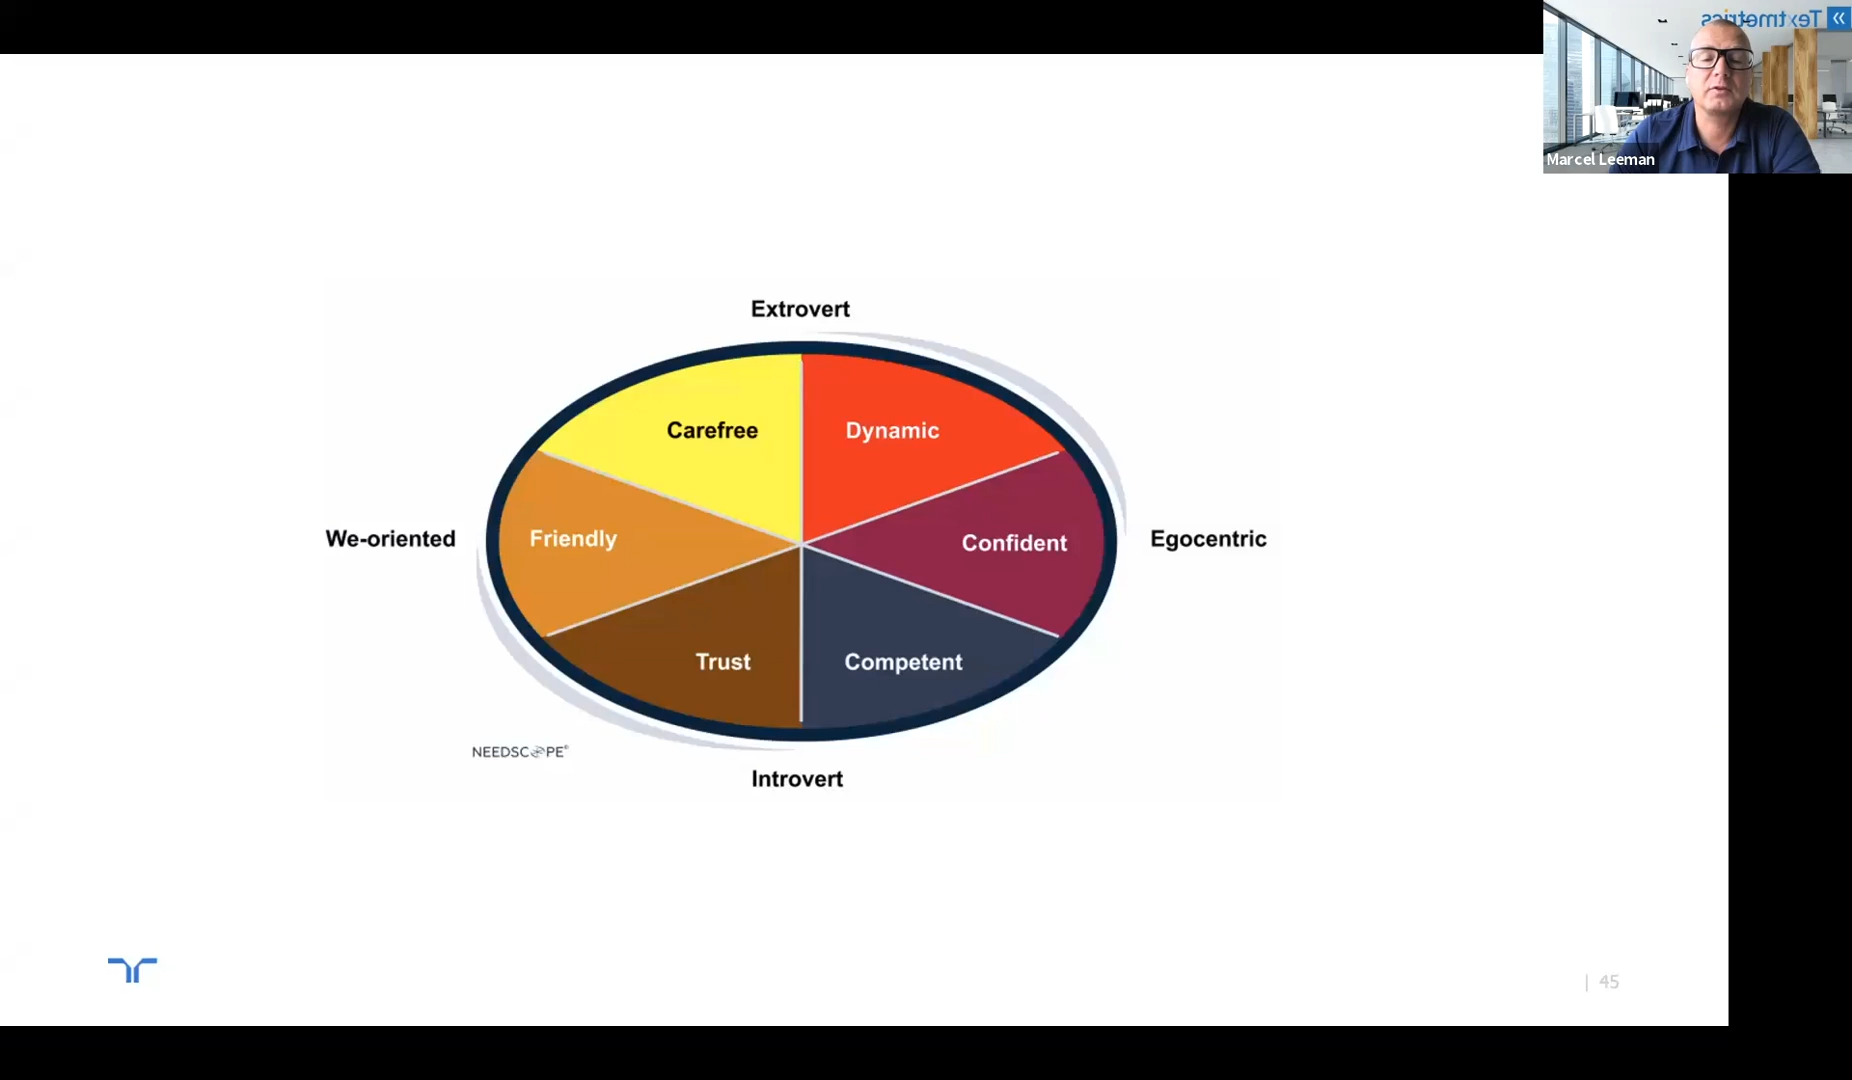 Textmetrics
Marcel Leeman
Extrovert
Carefree
Dynamic
We-oriented
Friendly
Confident
Egocentric
Trust
Competent
NEEDSCOPE®
Introvert
| 45